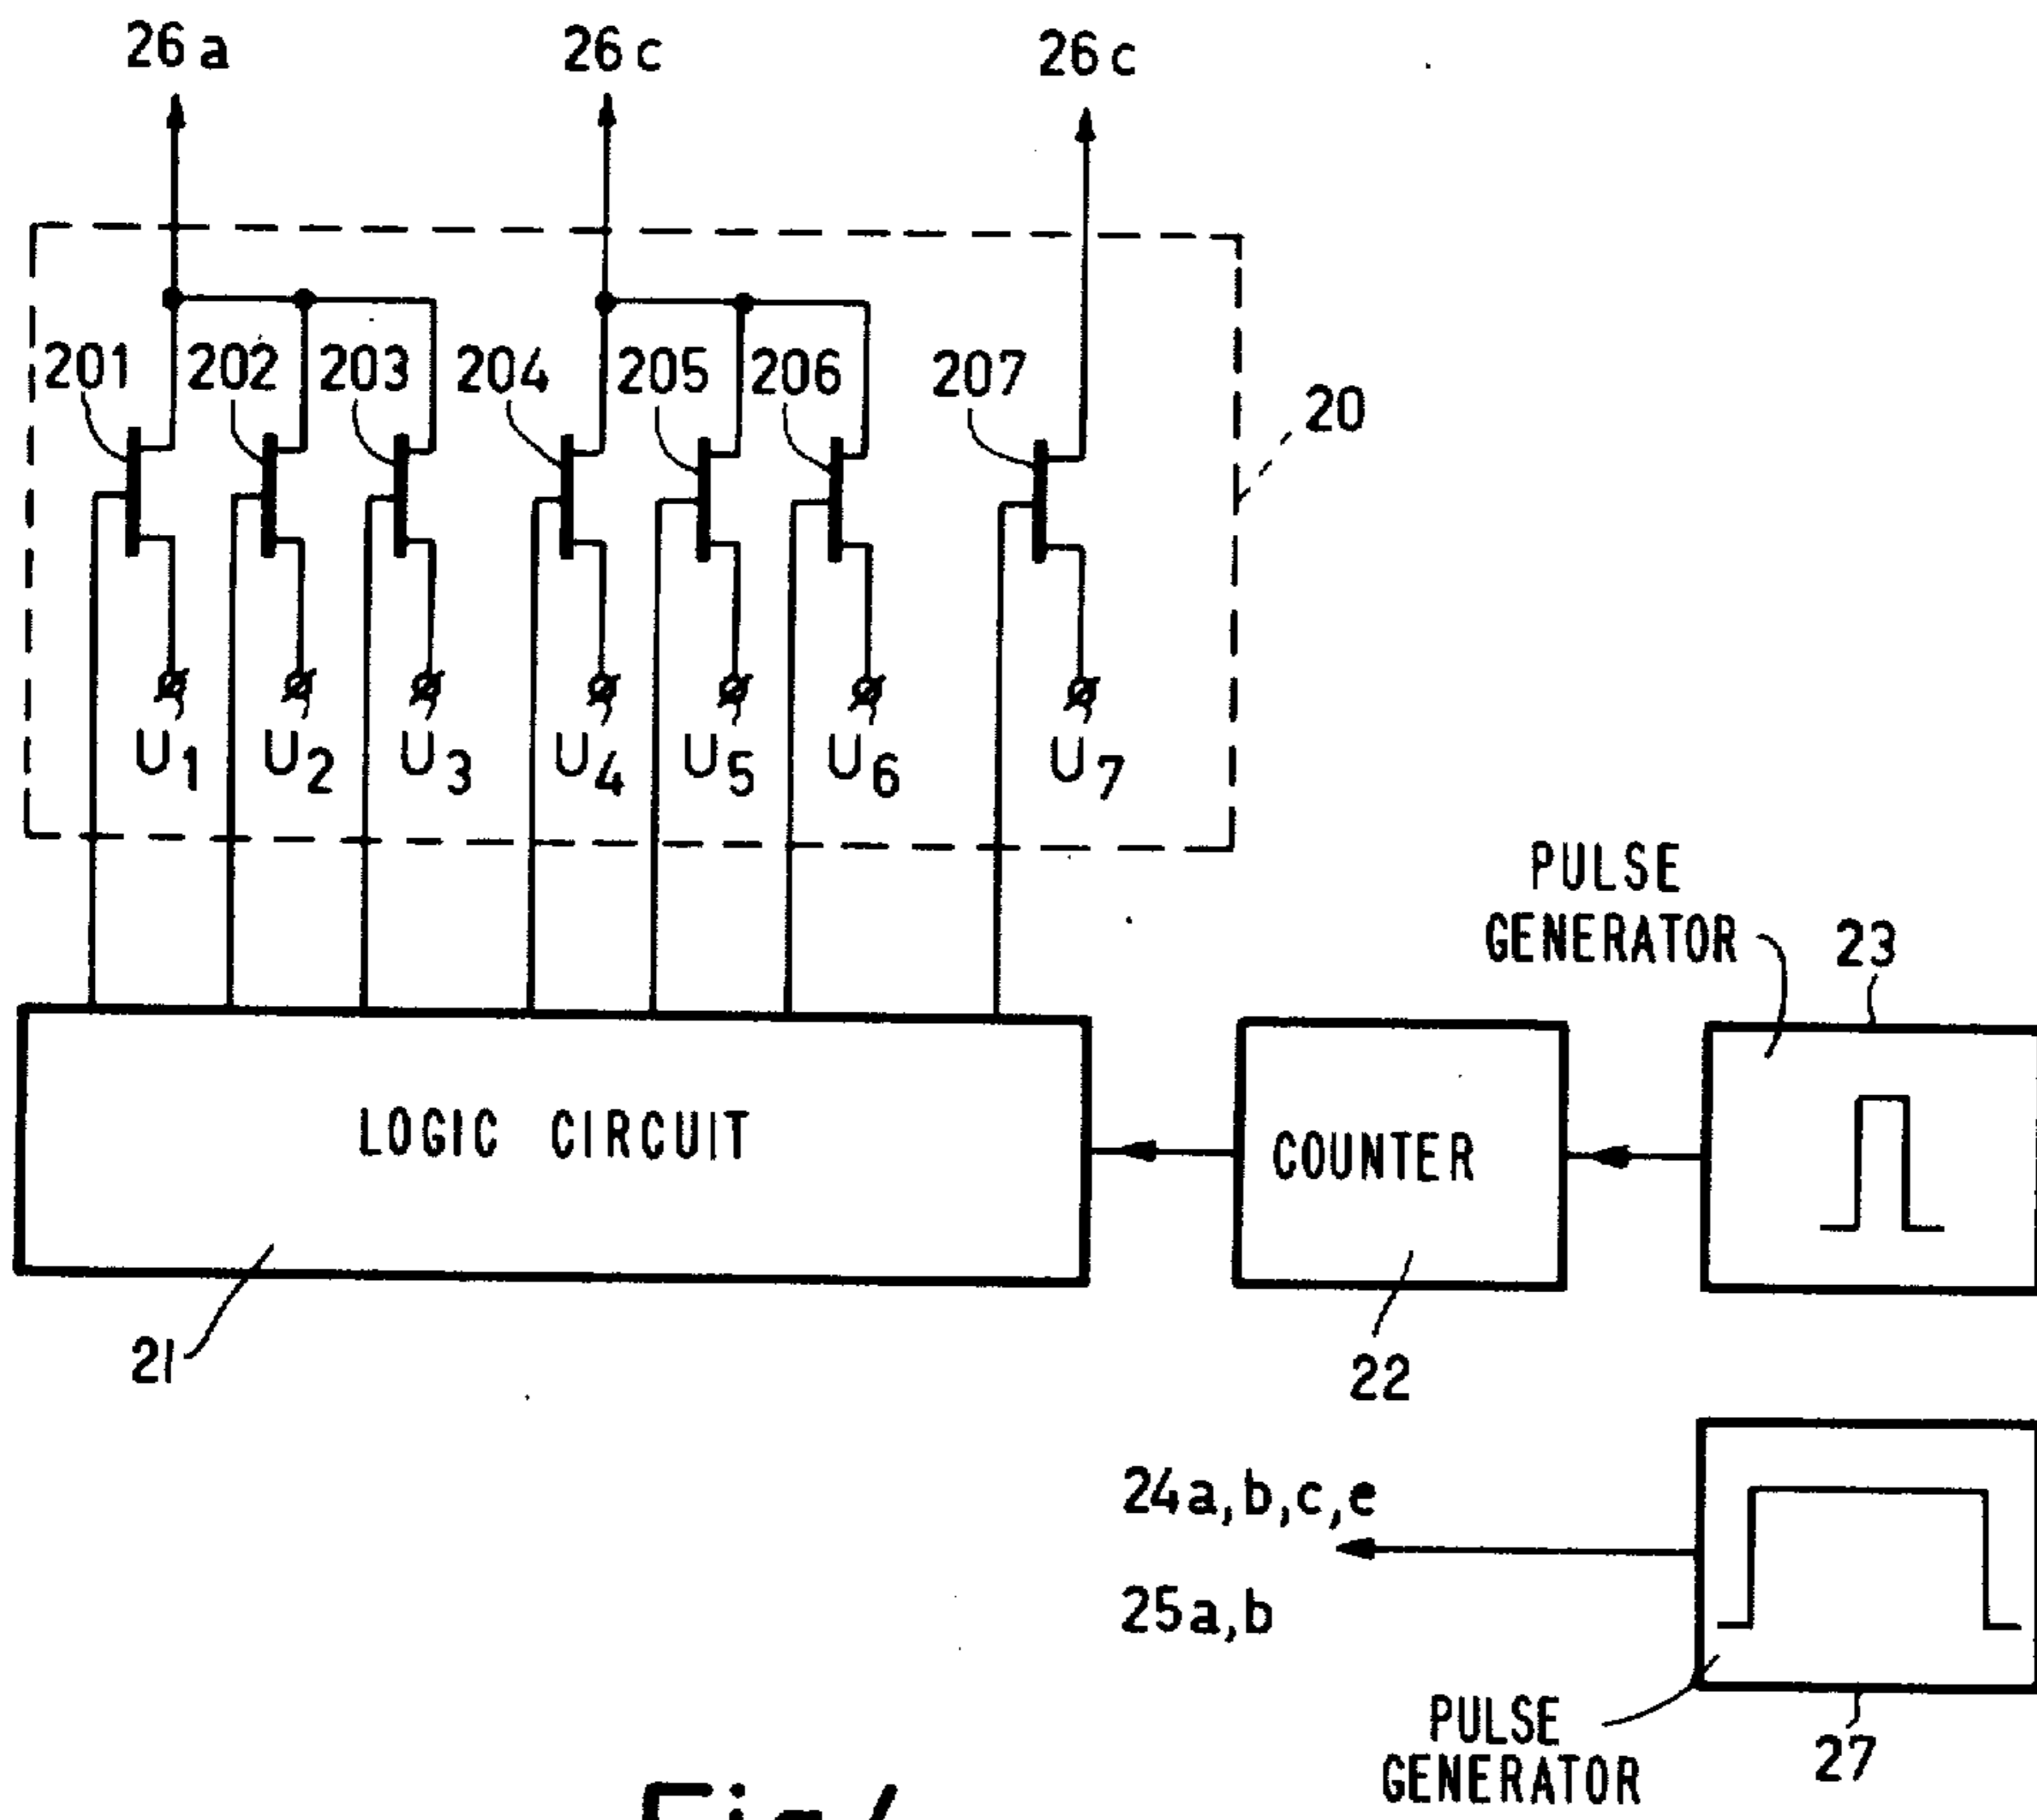 26a 26c 26c
201 202 203 204 205 206 207
20
U1 U2 U3 U4 U5 U6 U7
PULSE
GENERATOR
23
LOGIC CIRCUIT
COUNTER
21
22
24a,b,c,e
25a,b
PULSE
GENERATOR
27